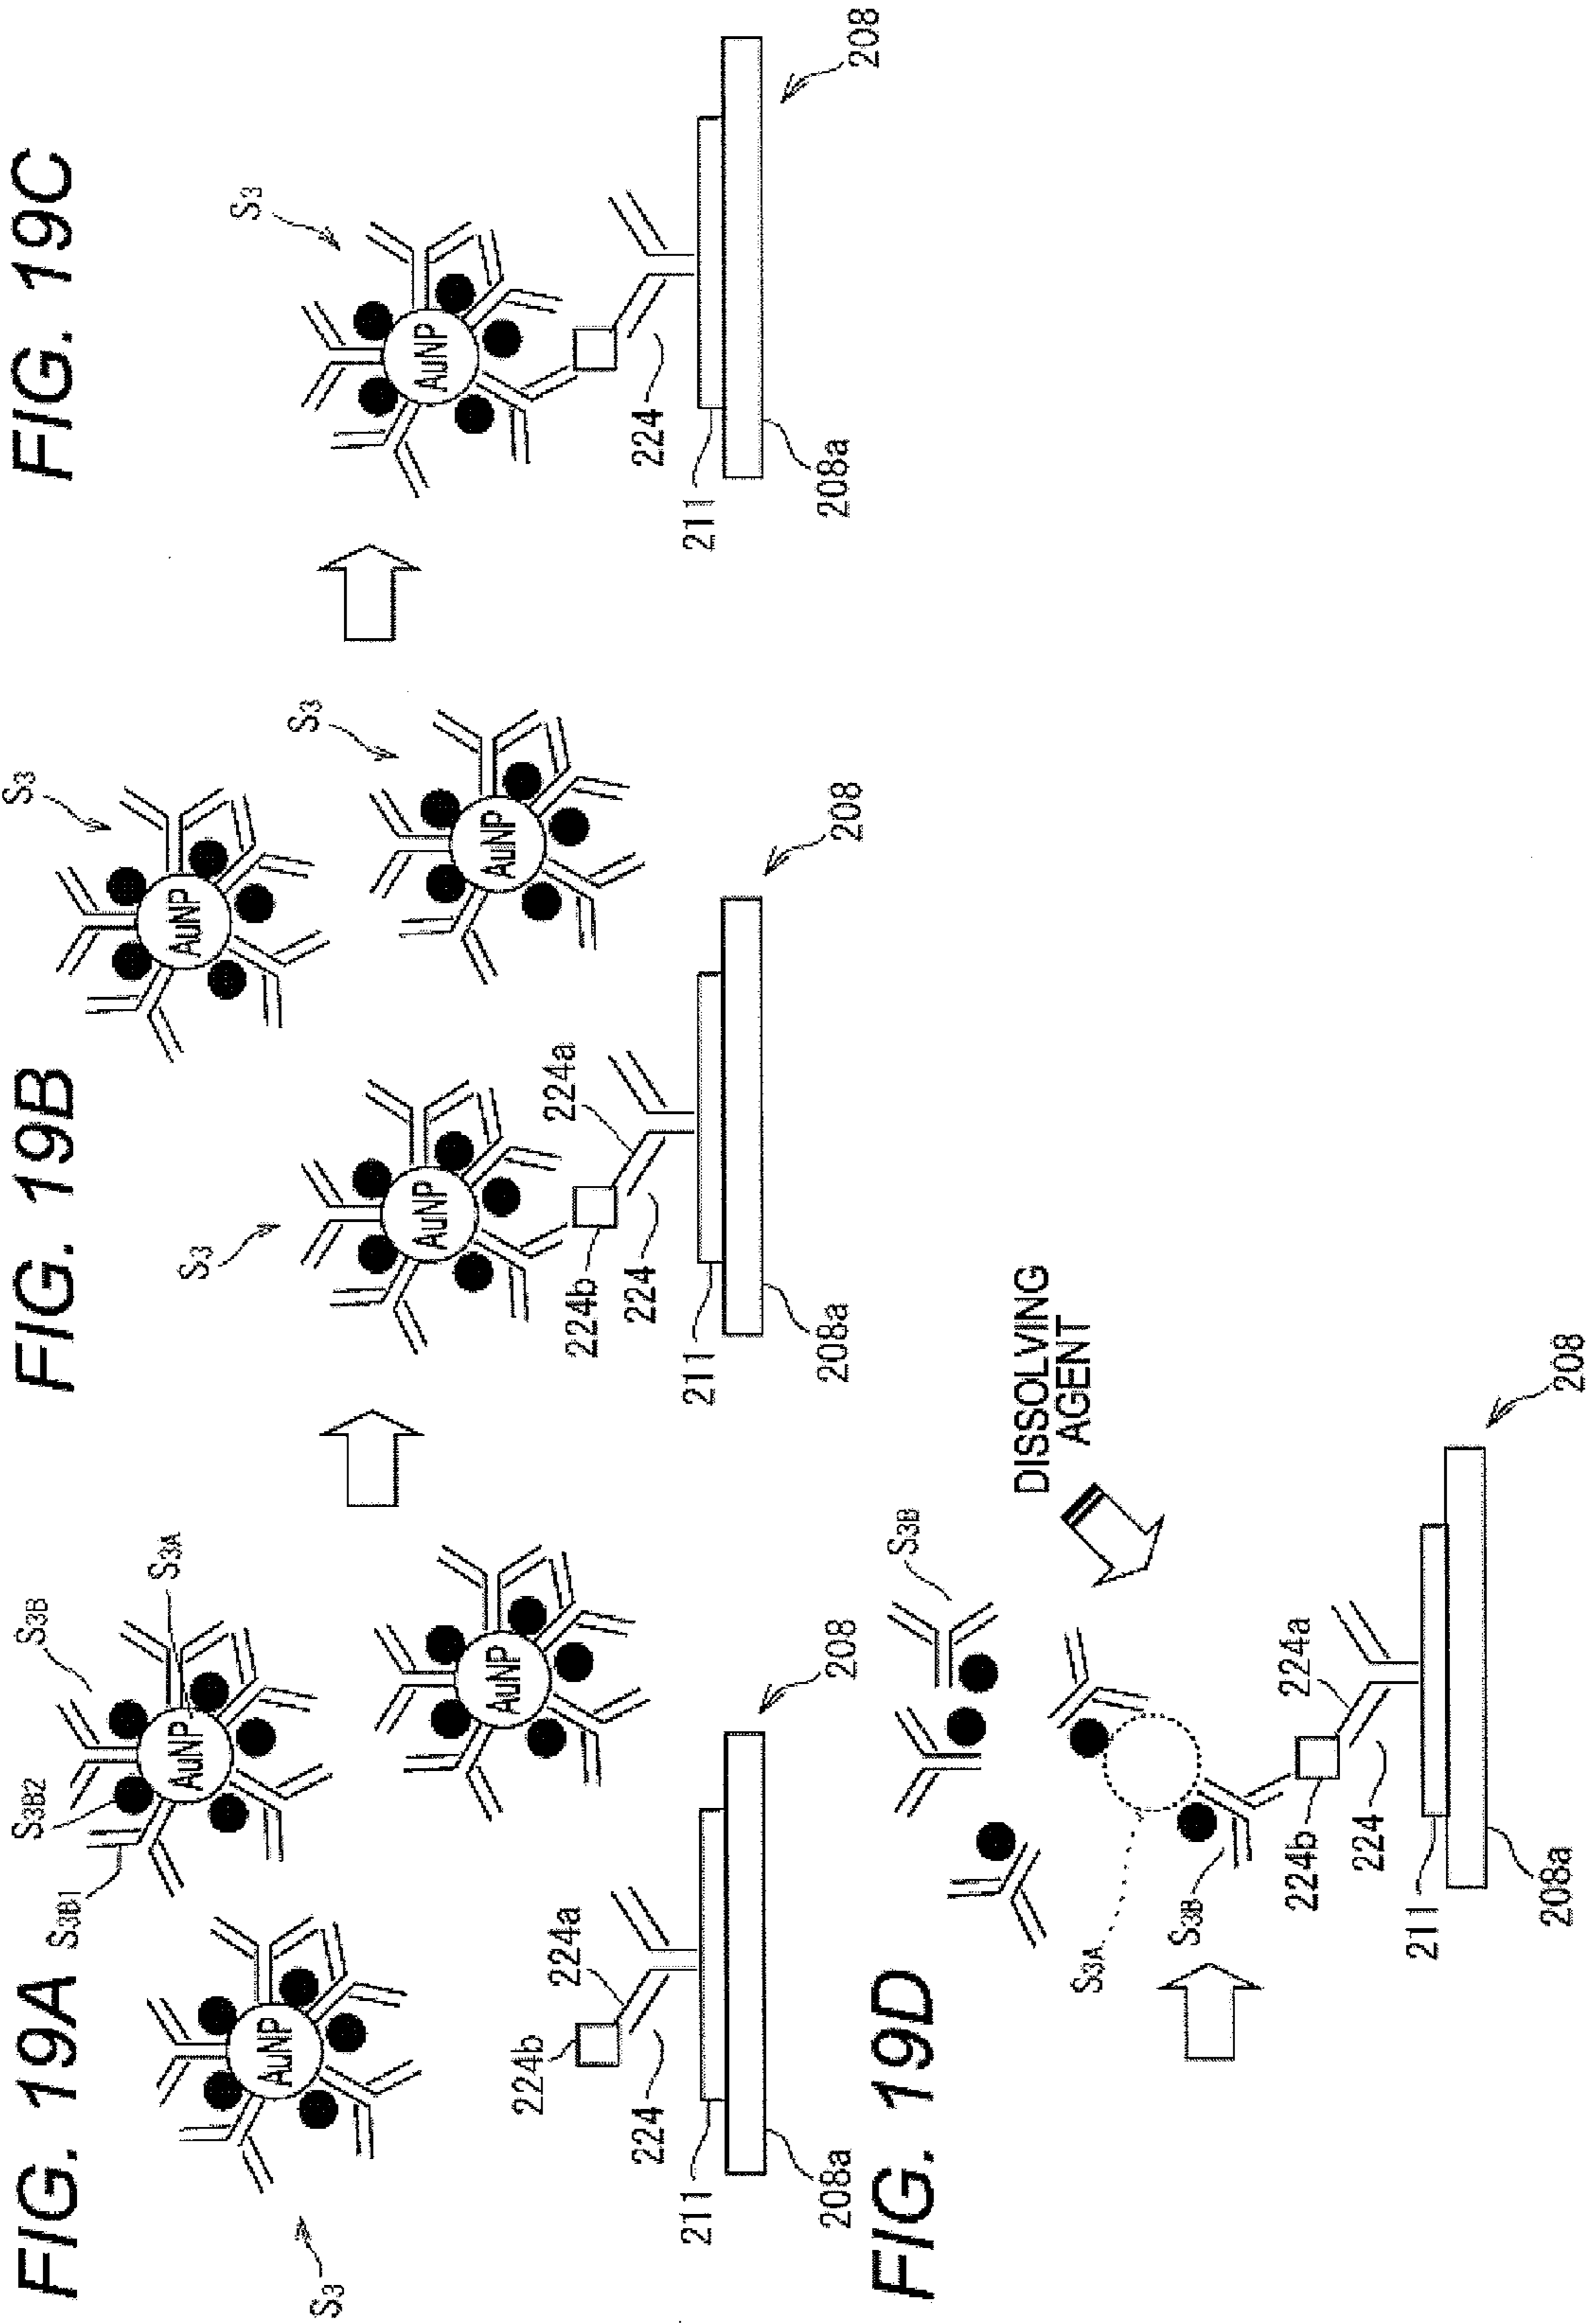 FIG. 19A
S3B2
S3B
S3A
S3B1
AuNP
AuNP
AuNP
S3
224b
224a
224
211
208a
208
FIG. 19B
S3
S3
S3
AuNP
AuNP
AuNP
224a
224b
224
211
208a
208
FIG. 19C
S3
AuNP
224
211
208a
208
FIG. 19D
S3B
DISSOLVING
AGENT
S3A
S3B
224a
224b
224
211
208a
208